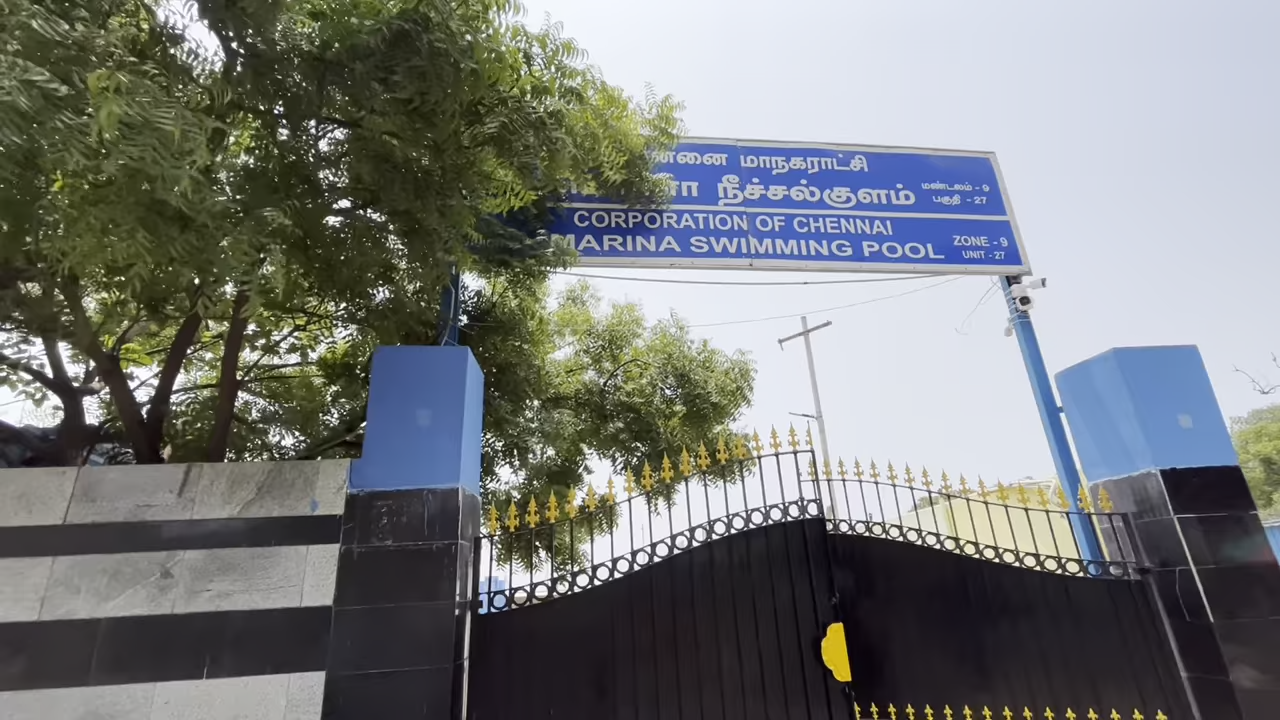 மாநகராட்சி
நீச்சல்குளம்
மண்டலம் - 9
பகுதி - 27
CORPORATION OF CHENNAI
MARINA SWIMMING POOL
ZONE - 9
UNIT - 27